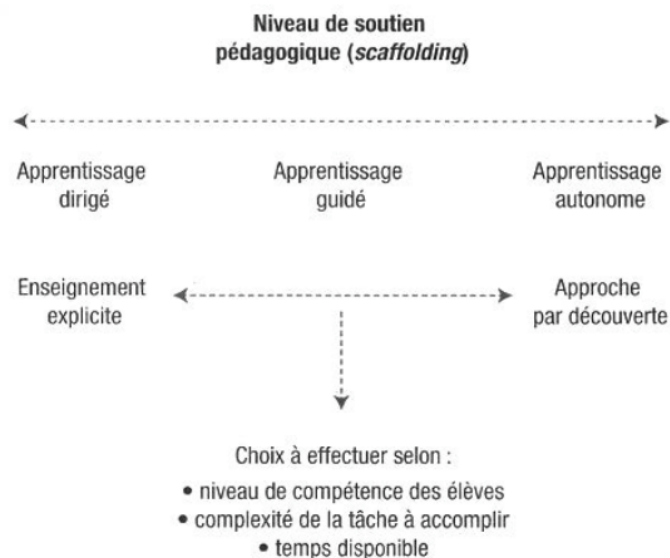 Niveau de soutien
pédagogique (scaffolding)
Apprentissage
dirigé
Apprentissage
guidé
Apprentissage
autonome
Enseignement
explicite
Approche
par découverte
Choix à effectuer selon :
• niveau de compétence des élèves
• complexité de la tâche à accomplir
• temps disponible